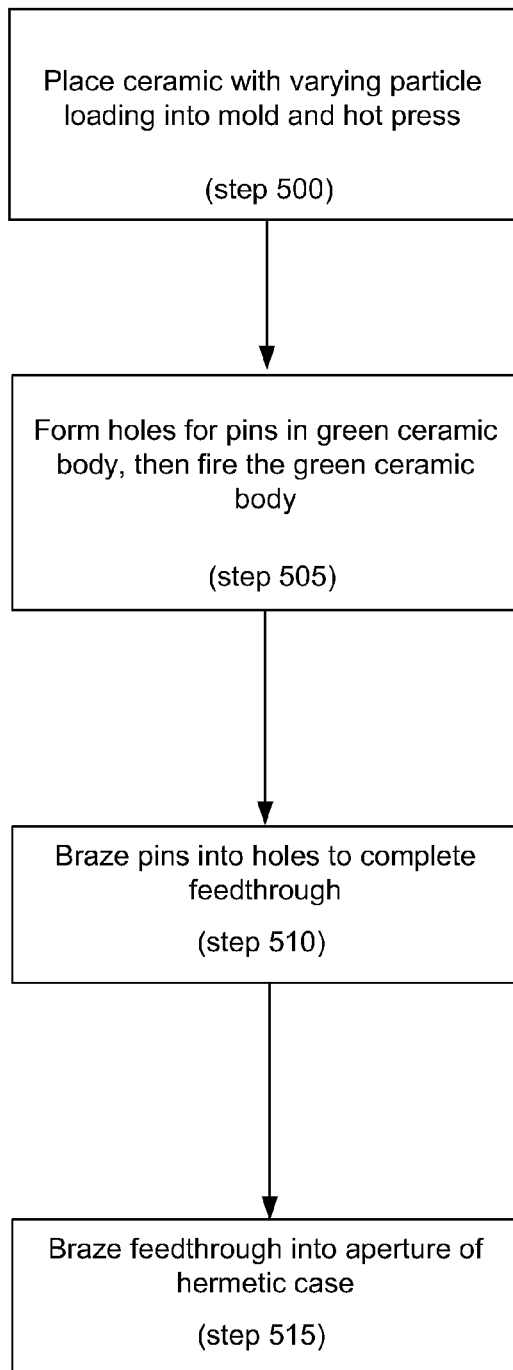 Place ceramic with varying particle
loading into mold and hot press
(step 500)
Form holes for pins in green ceramic
body, then fire the green ceramic
body
(step 505)
Braze pins into holes to complete
feedthrough
(step 510)
Braze feedthrough into aperture of
hermetic case
(step 515)